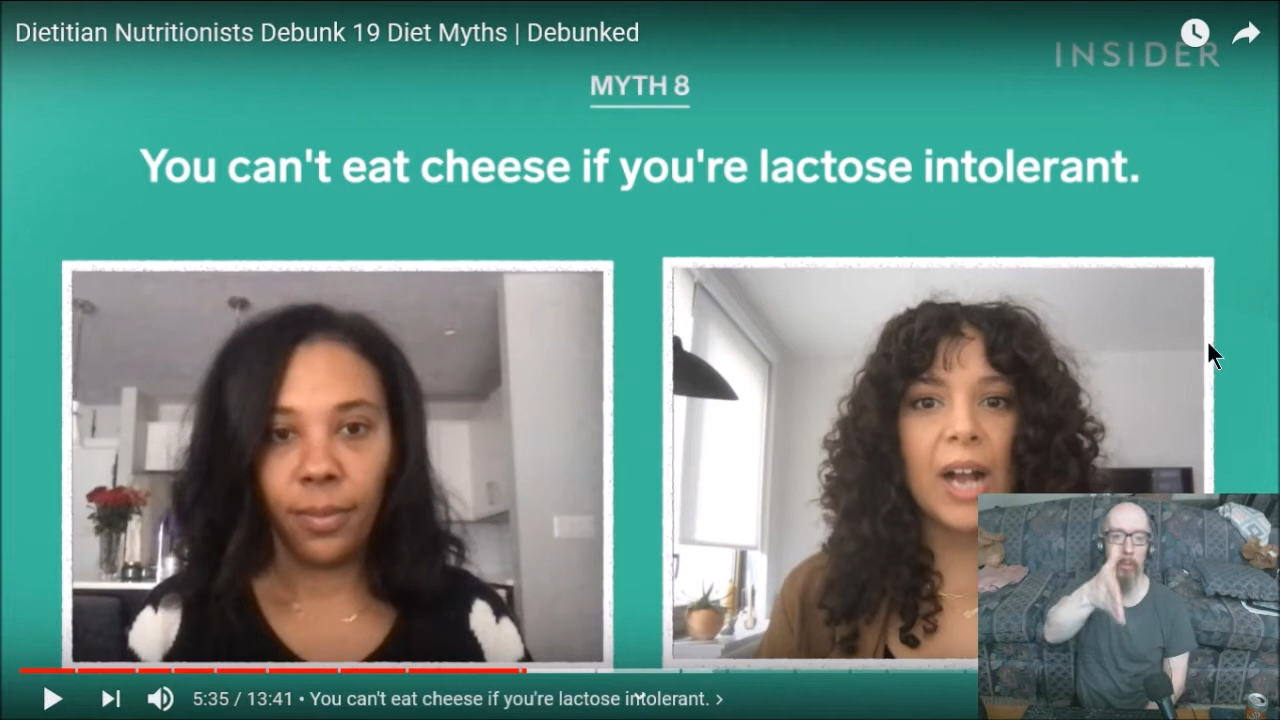 Dietitian Nutritionists Debunk 19 Diet Myths | Debunked
INSIDER
MYTH 8
You can't eat cheese if you're lactose intolerant.
5:35 / 13:41 • You can't eat cheese if you're lactose intolerant. >